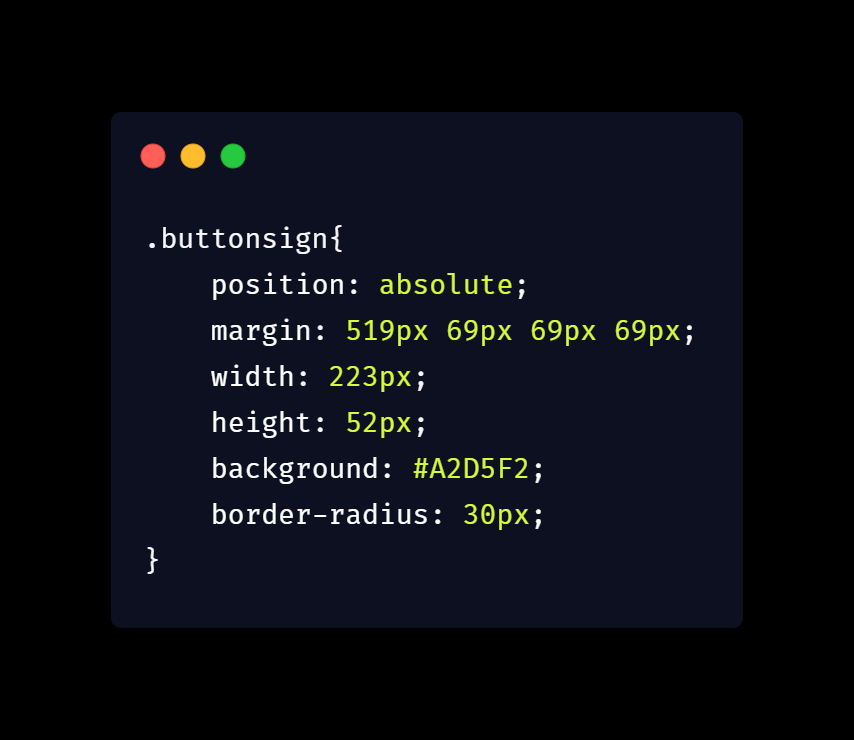 .buttonsign{
    position: absolute;
    margin: 519px 69px 69px 69px;
    width: 223px;
    height: 52px;
    background: #A2D5F2;
    border-radius: 30px;
}